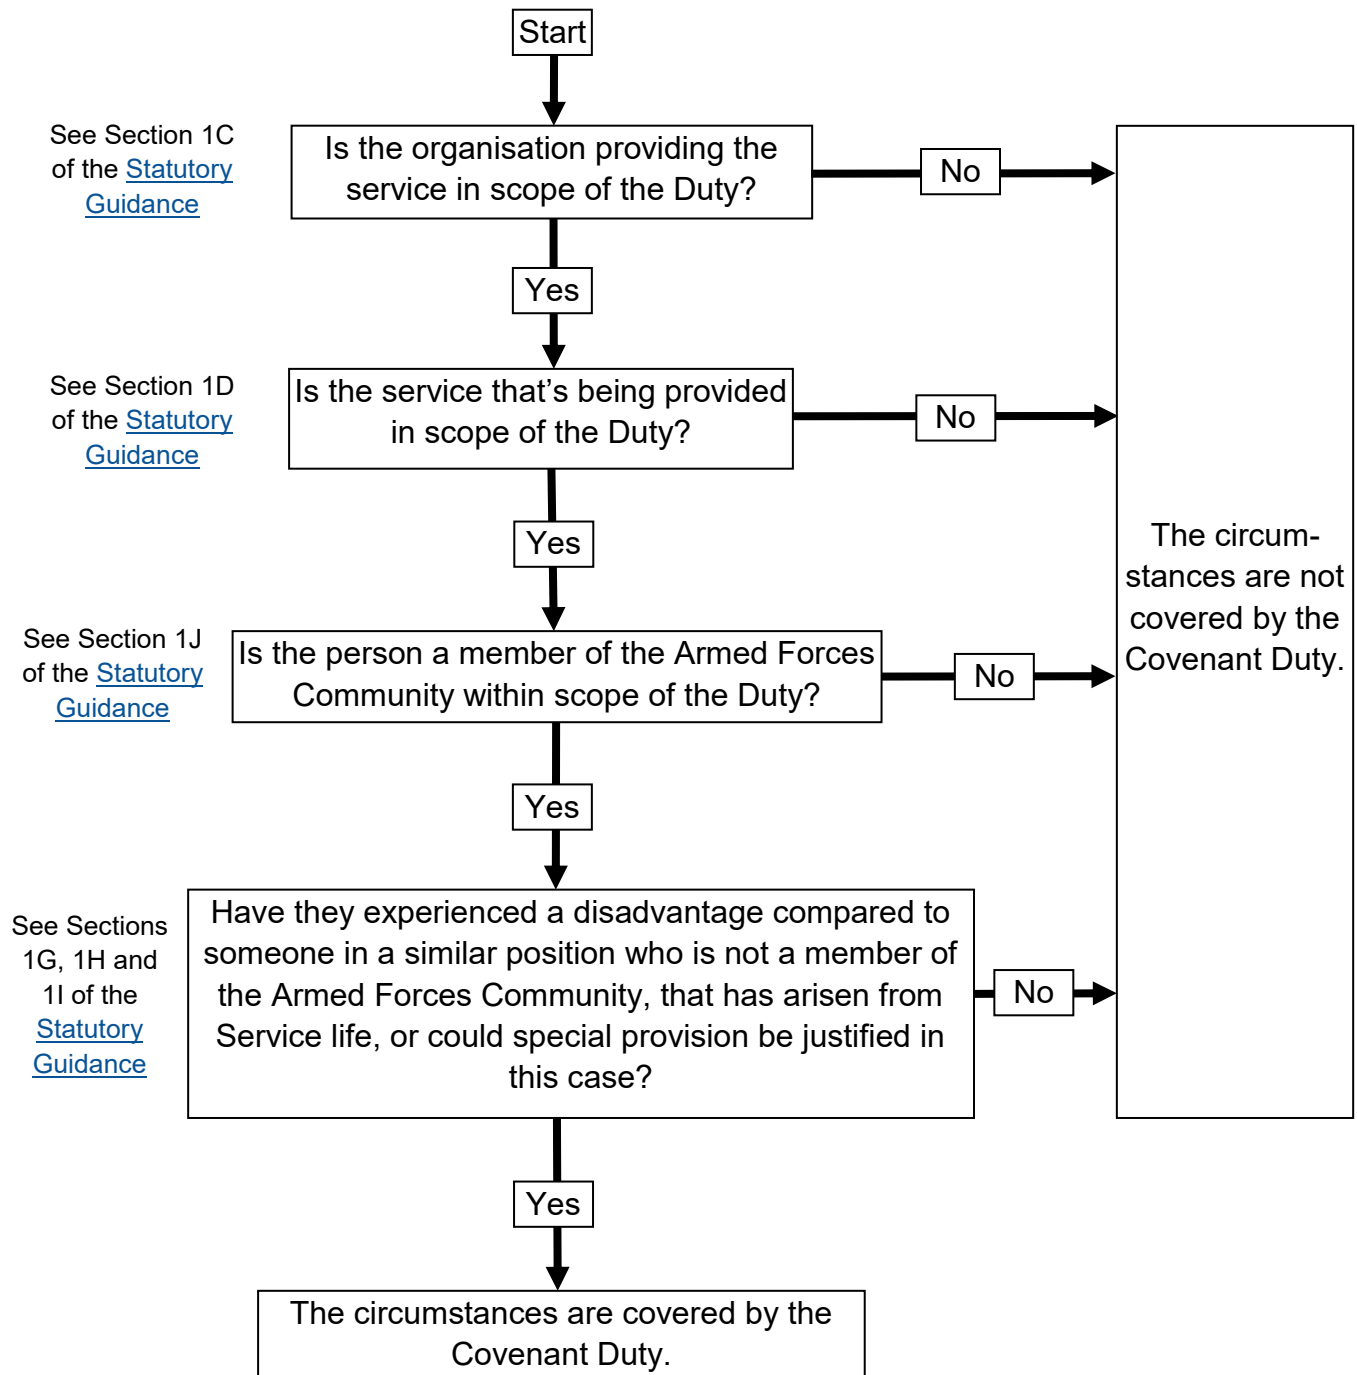 Start
See Section 1C
of the Statutory
Guidance
Is the organisation providing the
service in scope of the Duty?
No
Yes
See Section 1D
of the Statutory
Guidance
Is the service that’s being provided
in scope of the Duty?
No
Yes
See Section 1J
of the Statutory
Guidance
Is the person a member of the Armed Forces
Community within scope of the Duty?
No
Yes
See Sections
1G, 1H and
1I of the
Statutory
Guidance
Have they experienced a disadvantage compared to
someone in a similar position who is not a member of
the Armed Forces Community, that has arisen from
Service life, or could special provision be justified in
this case?
No
Yes
The circumstances are covered by the
Covenant Duty.
The circum-
stances are not
covered by the
Covenant Duty.